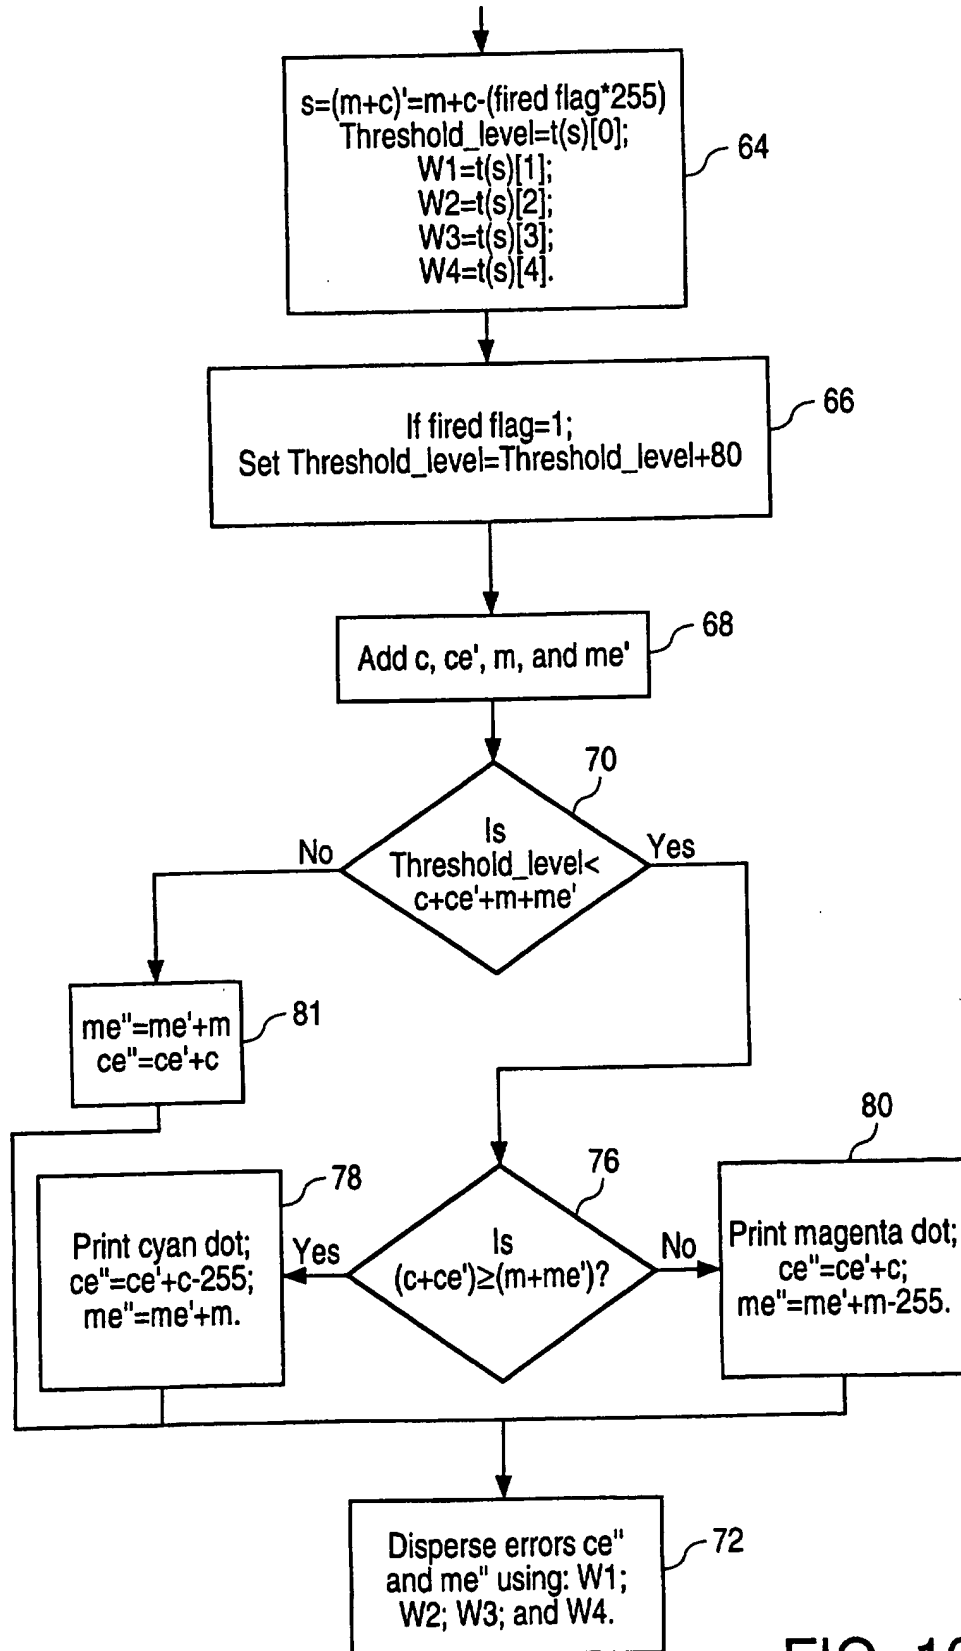 s=(m+c)'=m+c-(fired flag*255)
Threshold_level=t(s)[0];
W1=t(s)[1];
W2=t(s)[2];
W3=t(s)[3];
W4=t(s)[4].
64
If fired flag=1;
Set Threshold_level=Threshold_level+80
66
Add c, ce', m, and me'
68
70
Is
Threshold_level<
c+ce'+m+me'
No
Yes
me"=me'+m
ce"=ce'+c
81
80
76
78
Print cyan dot;
ce"=ce'+c-255;
me"=me'+m.
Yes
Is
(c+ce')≥(m+me')?
No
Print magenta dot;
ce"=ce'+c;
me"=me'+m-255.
Disperse errors ce"
and me" using: W1;
W2; W3; and W4.
72